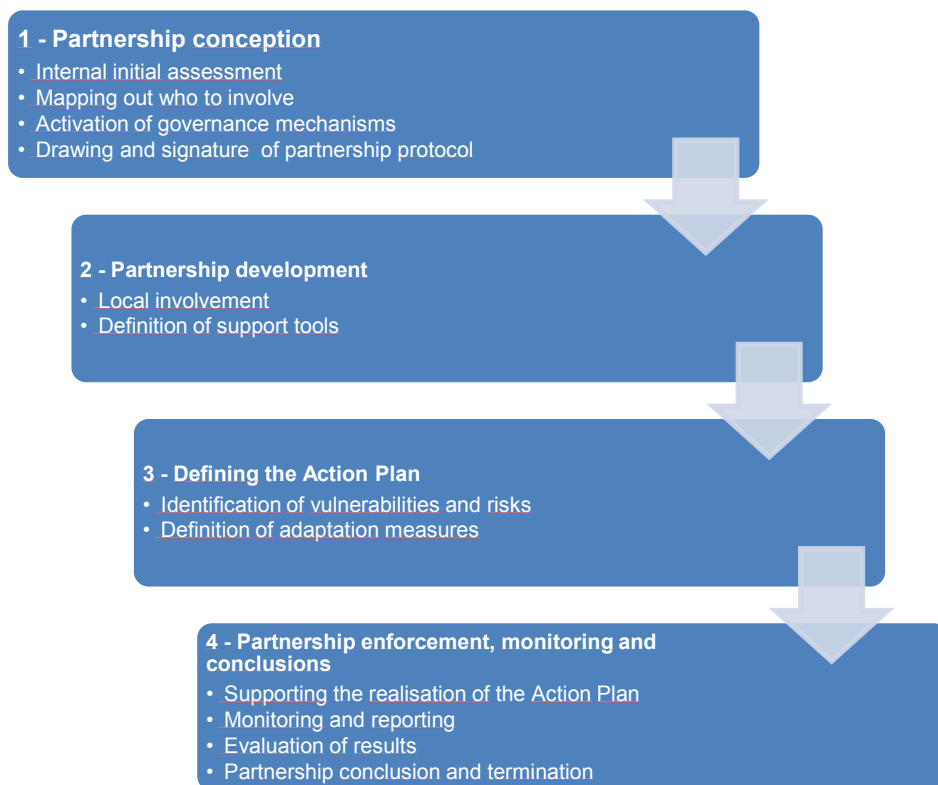 1 - Partnership conception
• Internal initial assessment
• Mapping out who to involve
• Activation of governance mechanisms
• Drawing and signature  of partnership protocol
2 - Partnership development
• Local involvement
• Definition of support tools
3 - Defining the Action Plan
• Identification of vulnerabilities and risks
• Definition of adaptation measures
4 - Partnership enforcement, monitoring and
conclusions
• Supporting the realisation of the Action Plan
• Monitoring and reporting
• Evaluation of results
• Partnership conclusion and termination